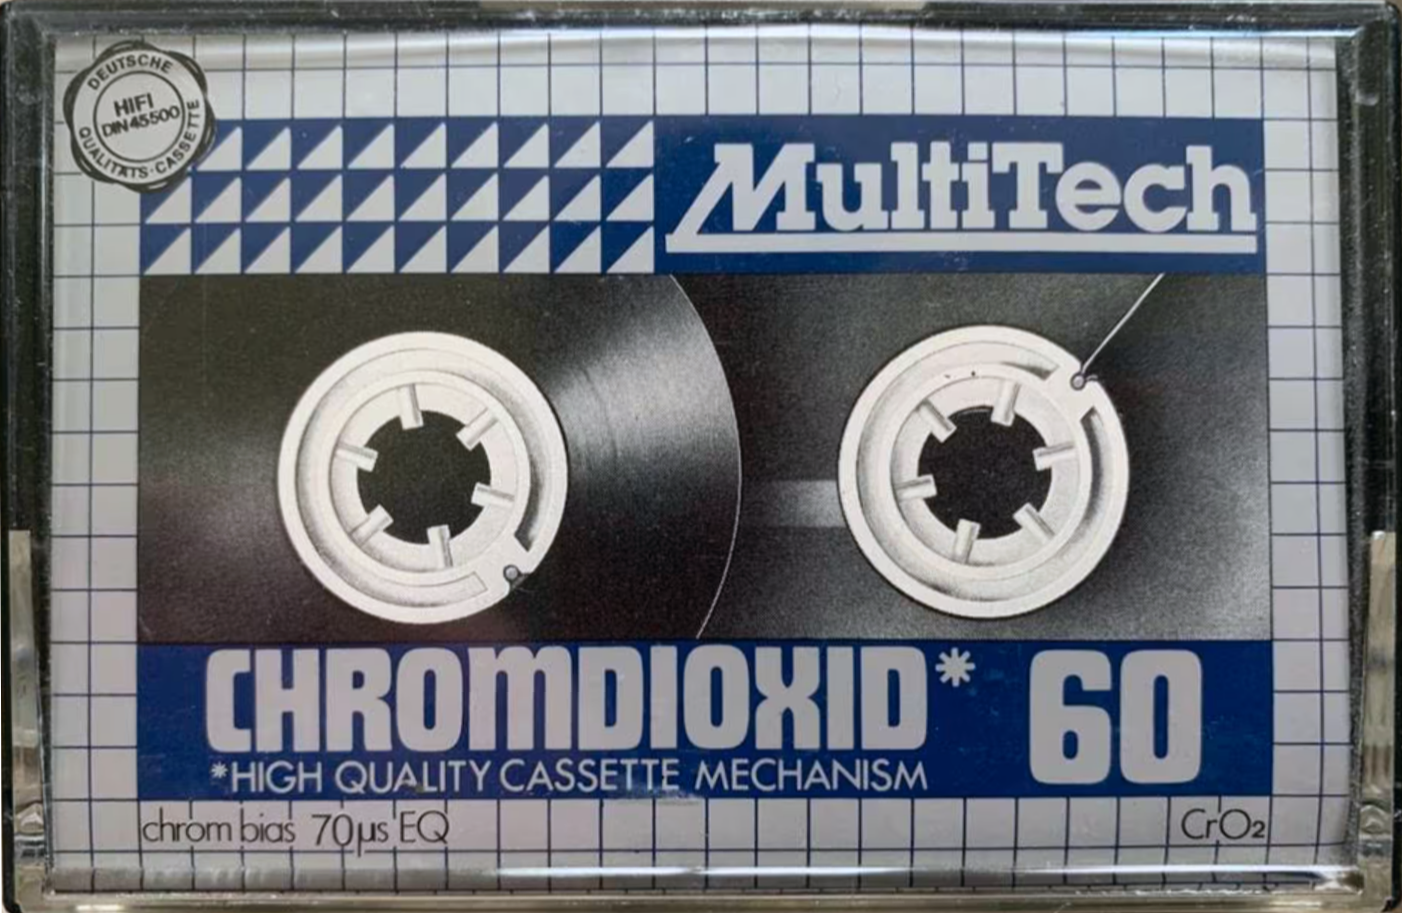 DEUTSCHE
HIFI
DIN 45500
QUALITÄTS-CASSETTE
MultiTech
CHROMDIOXID* 60
*HIGH QUALITY CASSETTE MECHANISM
chrom bias 70µs EQ
CrO₂